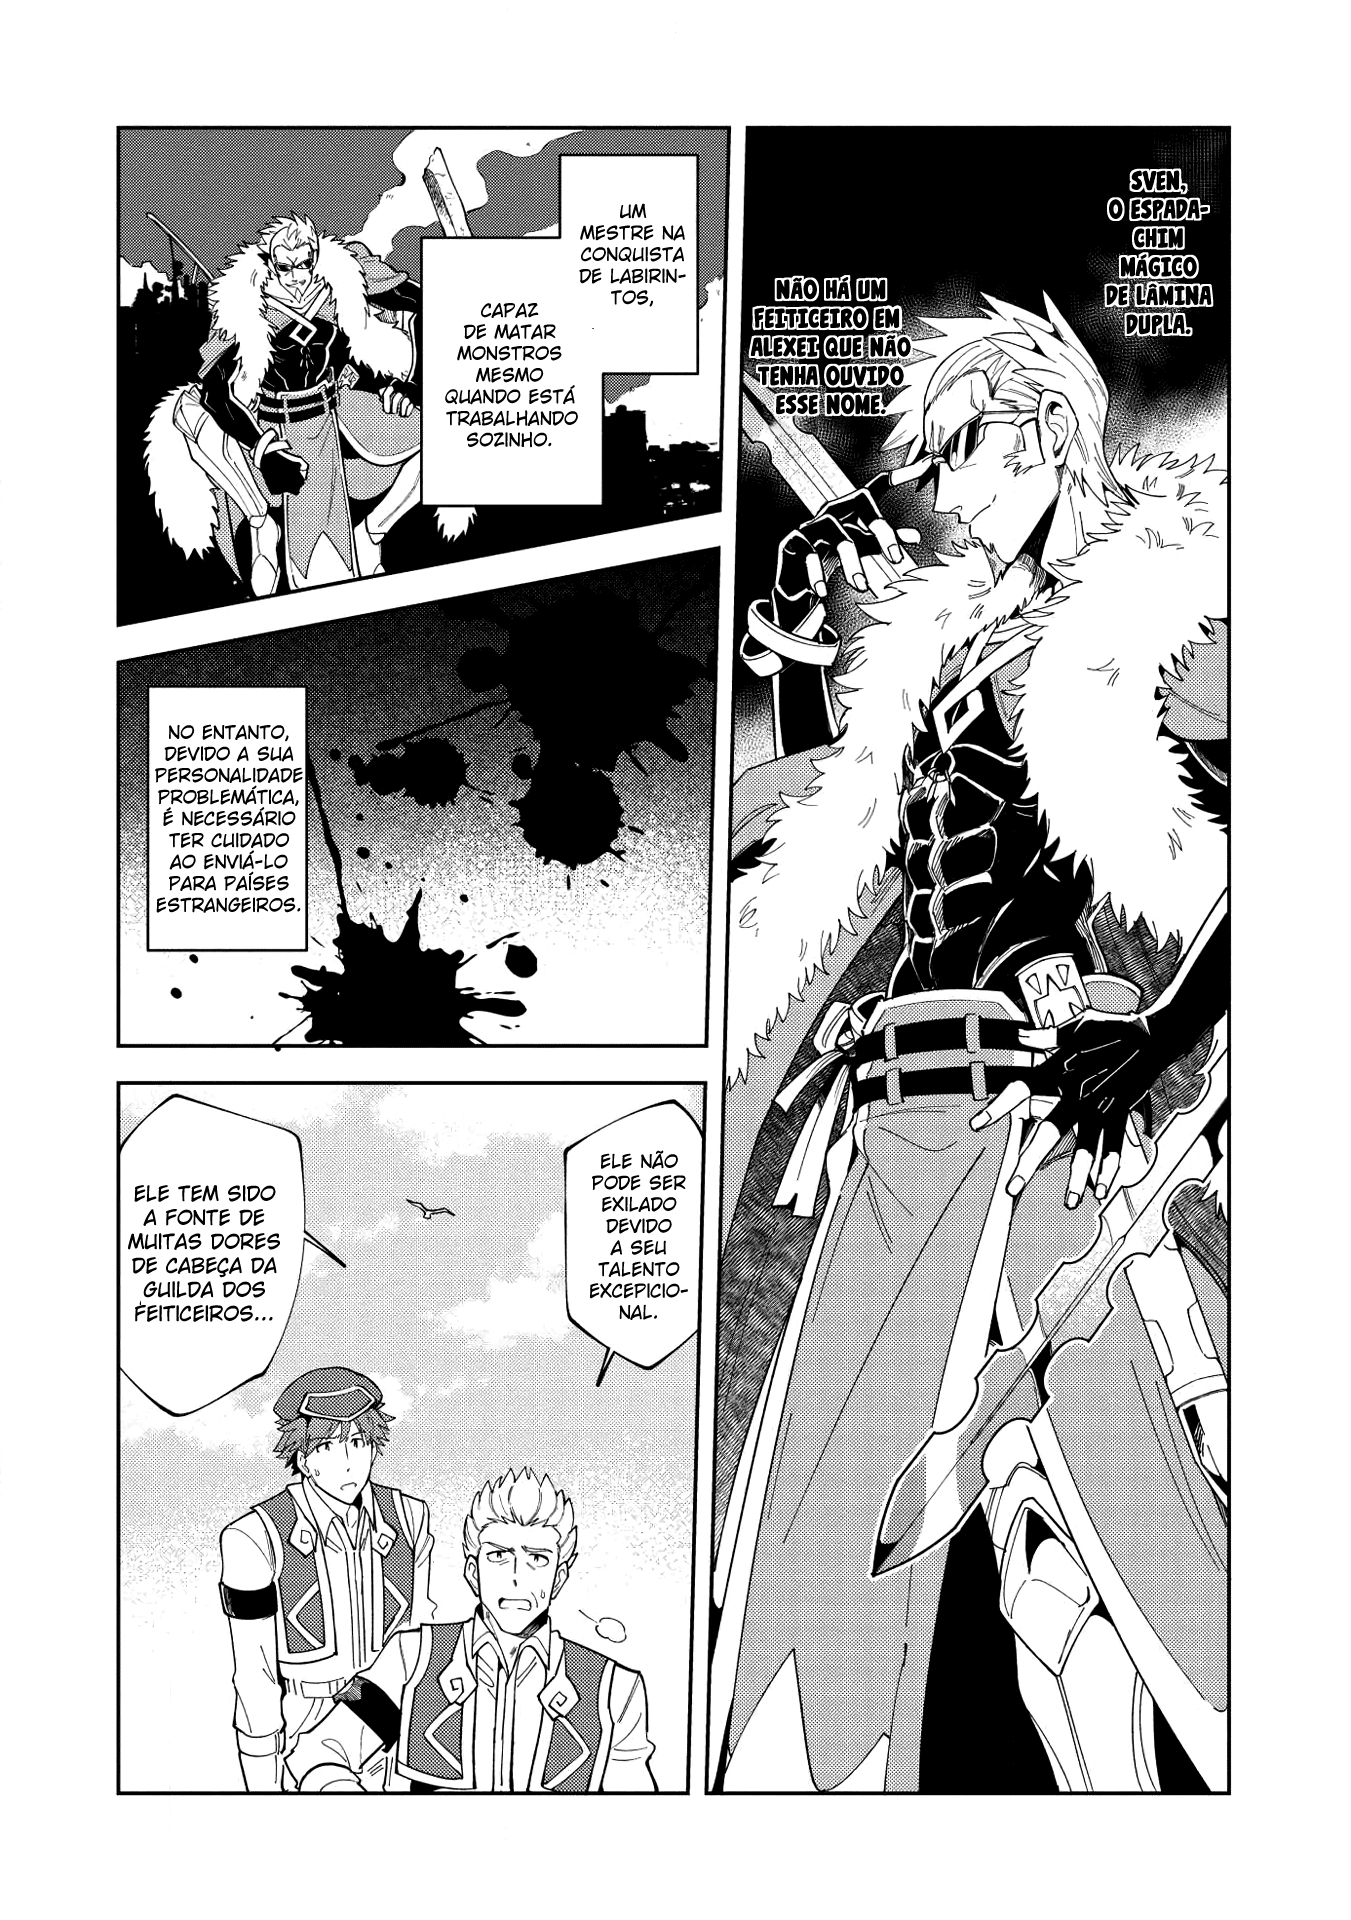 SVEN,
O ESPADA-
CHIM
MÁGICO
DE LÂMINA
DUPLA.
NÃO HÁ UM
FEITICEIRO EM
ALEXEI QUE NÃO
TENHA OUVIDO
ESSE NOME.
UM
MESTRE NA
CONQUISTA
DE LABIRIN-
TOS,
CAPAZ
DE MATAR
MONSTROS
MESMO
QUANDO ESTÁ
TRABALHANDO
SOZINHO.
NO ENTANTO,
DEVIDO A SUA
PERSONALIDADE
PROBLEMÁTICA,
É NECESSÁRIO
TER CUIDADO
AO ENVIÁ-LO
PARA PAÍSES
ESTRANGEIROS.
ELE NÃO
PODE SER
EXILADO
DEVIDO
A SEU
TALENTO
EXCEPICIO-
NAL.
ELE TEM SIDO
A FONTE DE
MUITAS DORES
DE CABEÇA DA
GUILDA DOS
FEITICEIROS...